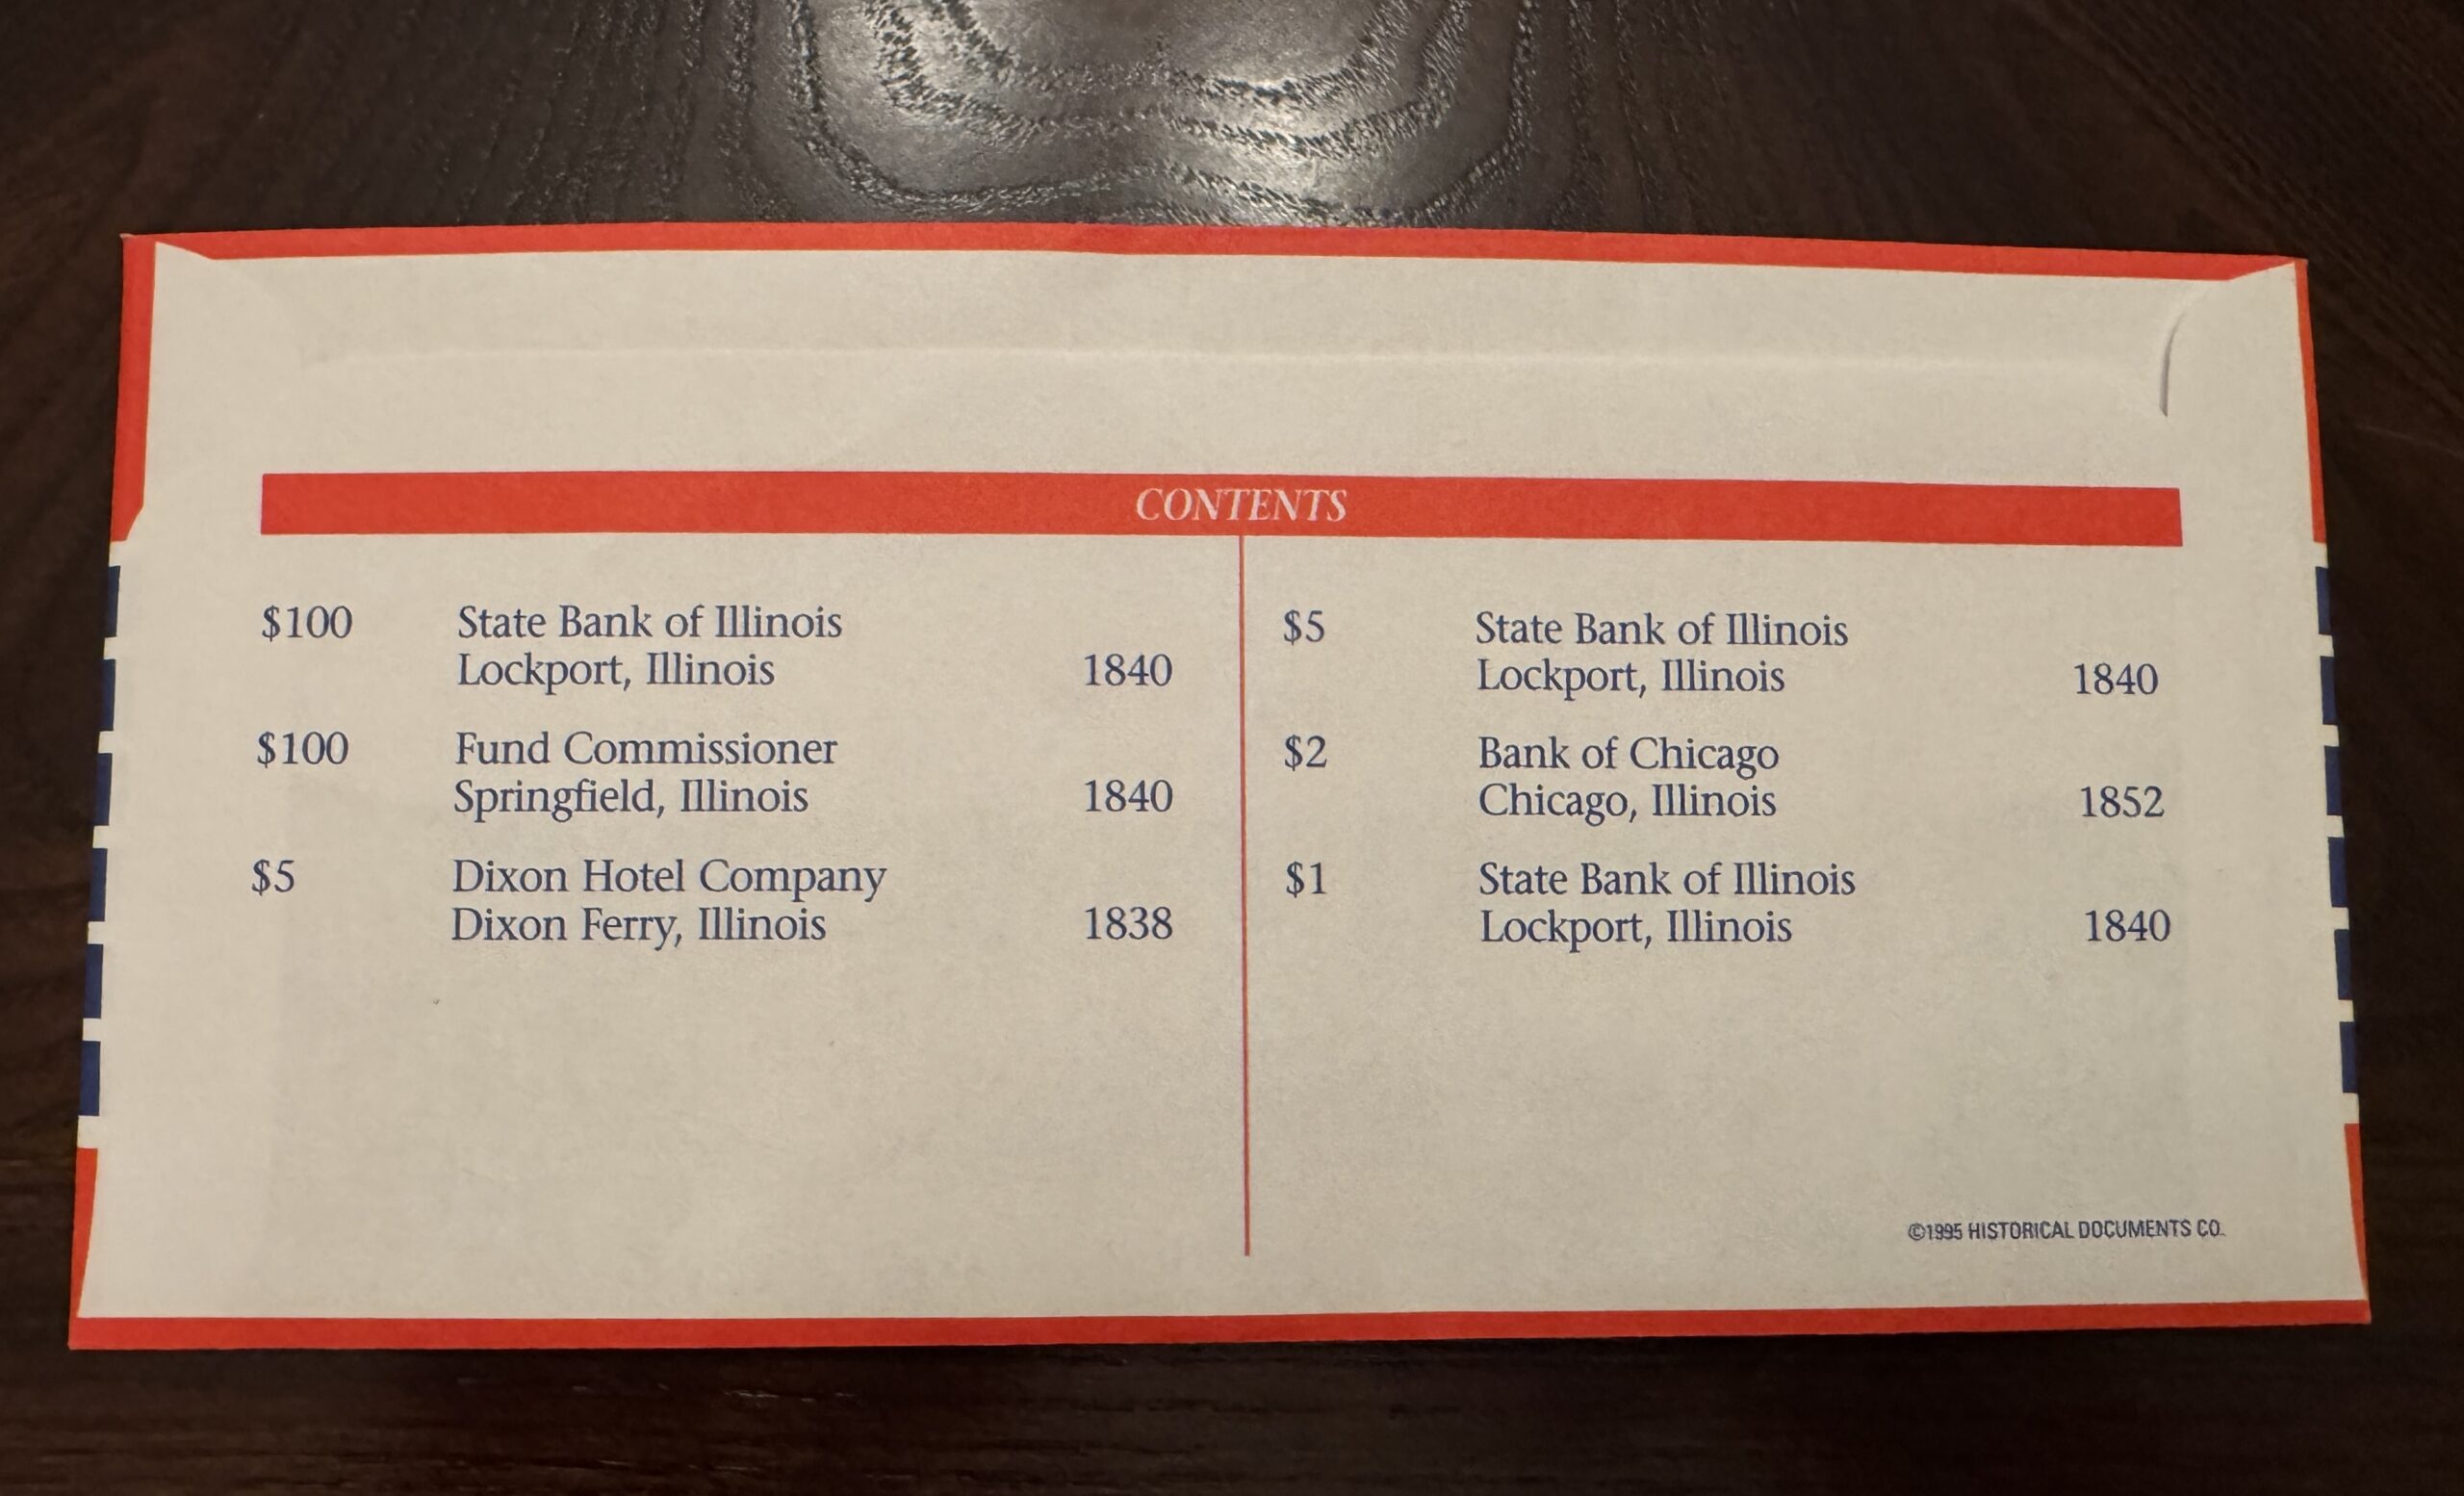 CONTENTS
$100 State Bank of Illinois
Lockport, Illinois 1840
$100 Fund Commissioner
Springfield, Illinois 1840
$5 Dixon Hotel Company
Dixon Ferry, Illinois 1838
$5 State Bank of Illinois
Lockport, Illinois 1840
$2 Bank of Chicago
Chicago, Illinois 1852
$1 State Bank of Illinois
Lockport, Illinois 1840
©1995 HISTORICAL DOCUMENTS CO.